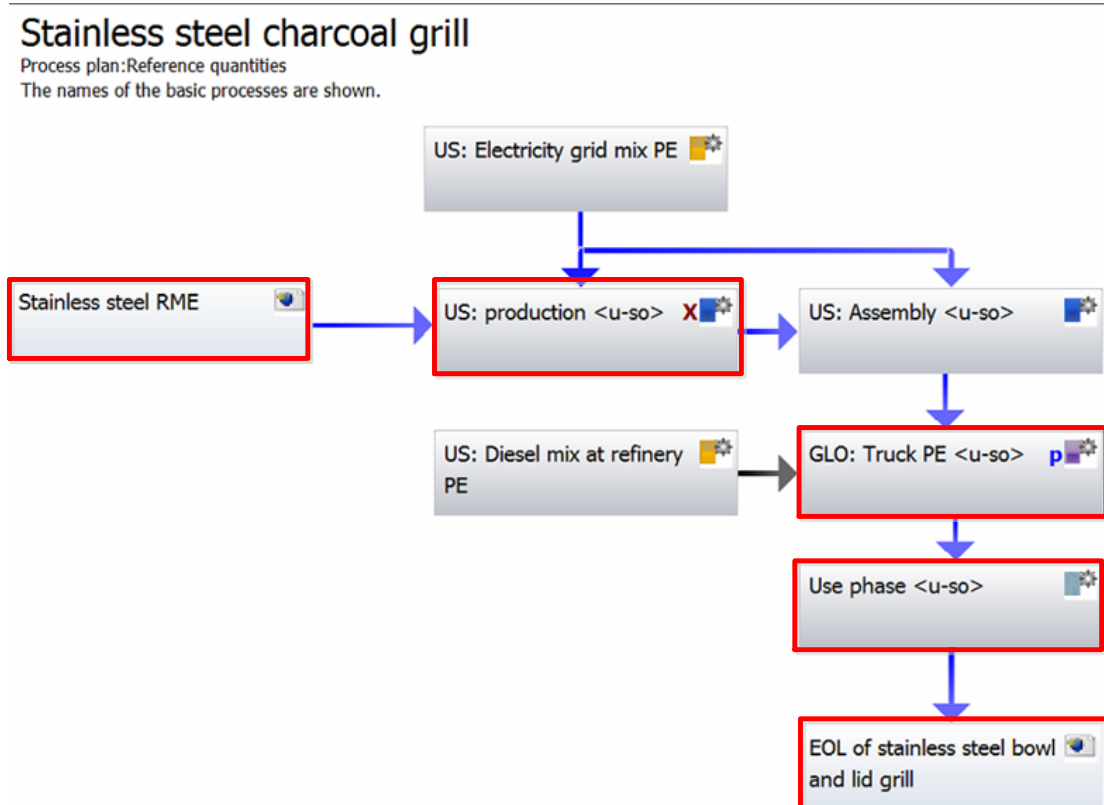 Stainless steel charcoal grill
Process plan:Reference quantities
The names of the basic processes are shown.
US: Electricity grid mix PE
Stainless steel RME
US: production <u-so> X
US: Assembly <u-so>
US: Diesel mix at refinery
PE
GLO: Truck PE <u-so> p
Use phase <u-so>
EOL of stainless steel bowl
and lid grill